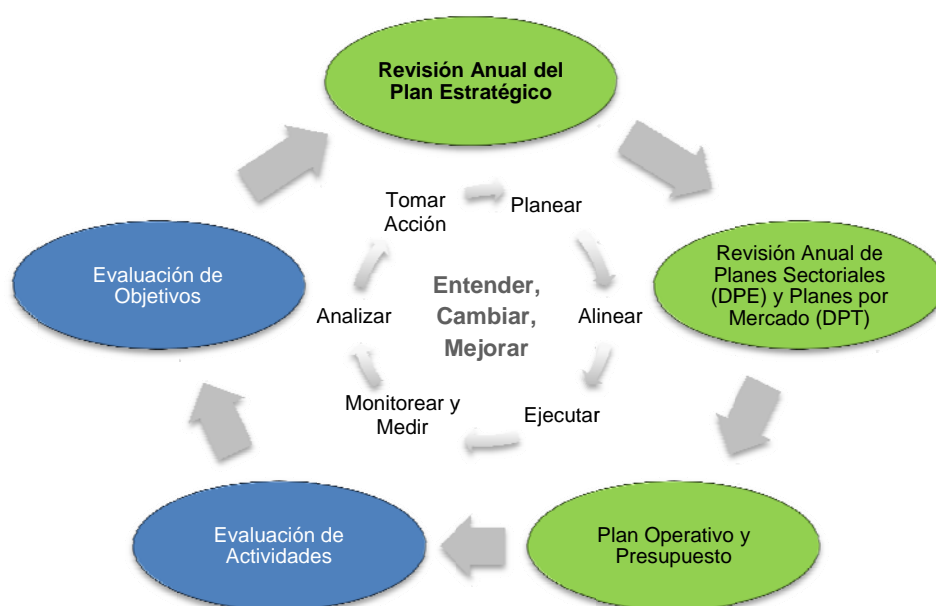 Revisión Anual del
Plan Estratégico
Tomar
Acción
Planear
Evaluación de
Objetivos
Revisión Anual de
Planes Sectoriales
(DPE) y Planes por
Mercado (DPT)
Entender,
Cambiar,
Mejorar
Analizar
Alinear
Monitorear y
Medir
Ejecutar
Evaluación de
Actividades
Plan Operativo y
Presupuesto